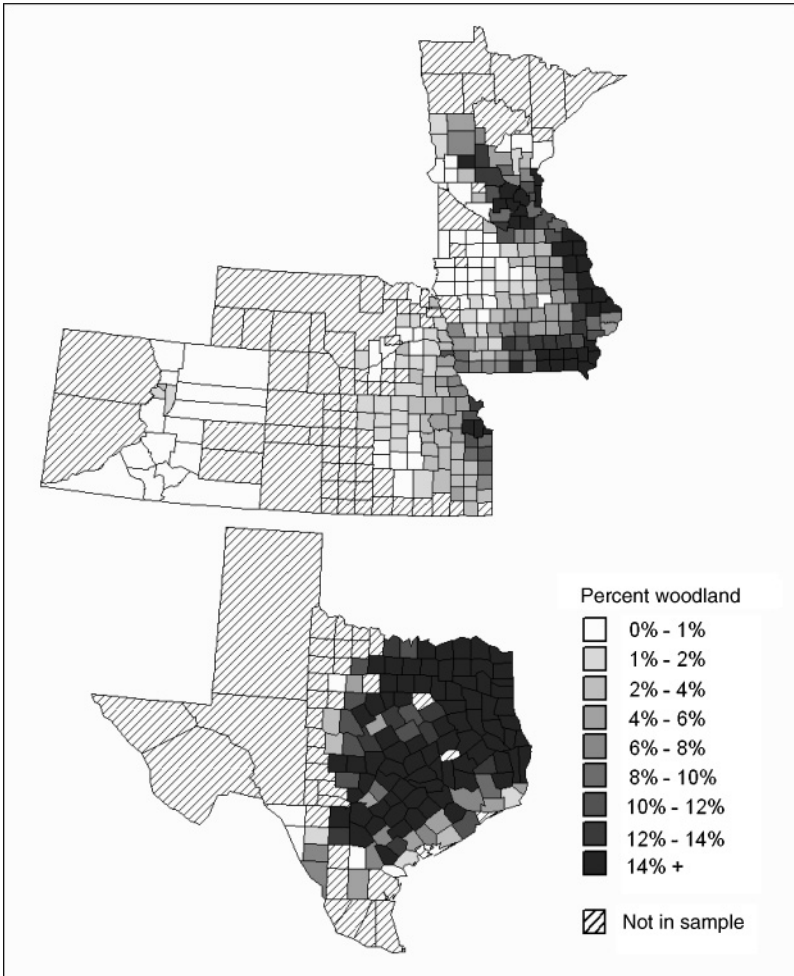 Percent woodland
0% - 1%
1% - 2%
2% - 4%
4% - 6%
6% - 8%
8% - 10%
10% - 12%
12% - 14%
14% +
Not in sample